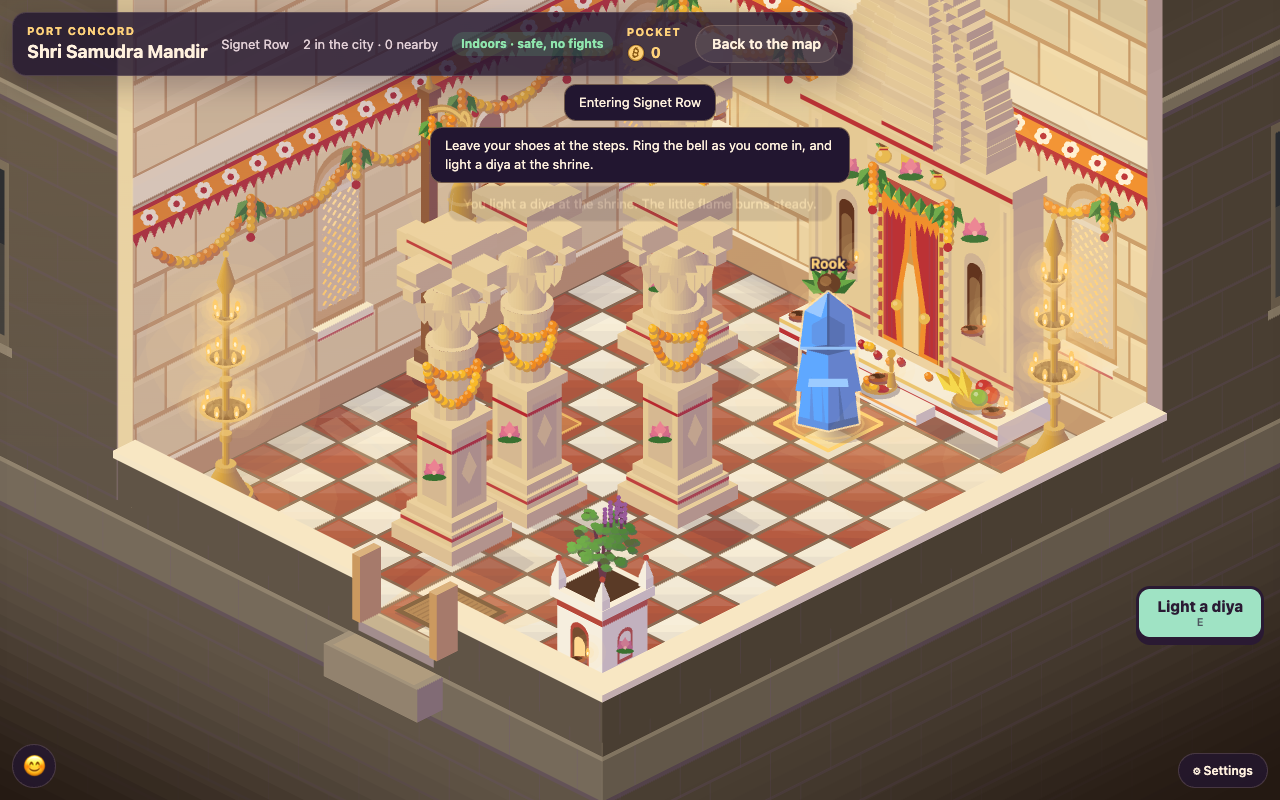 PORT CONCORD
Shri Samudra Mandir
Signet Row
2 in the city · 0 nearby
Indoors · safe, no fights
POCKET
0
Back to the map
Entering Signet Row
Leave your shoes at the steps. Ring the bell as you come in, and
light a diya at the shrine.
You light a diya at the shrine. The little flame burns steady.
Rook
Light a diya
E
Settings